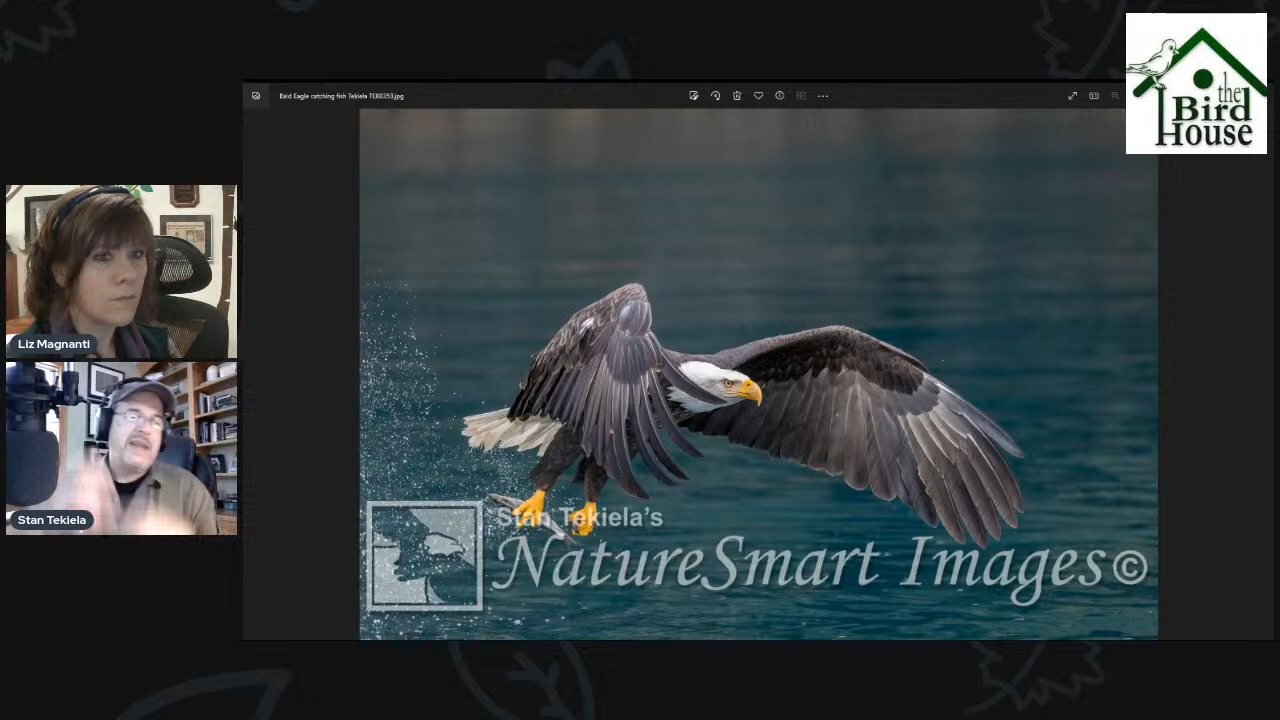 Bald Eagle catching fish Tekiela TEK0353.jpg
the
Bird
House
Liz Magnanti
Stan Tekiela
Stan Tekiela's
NatureSmart Images©